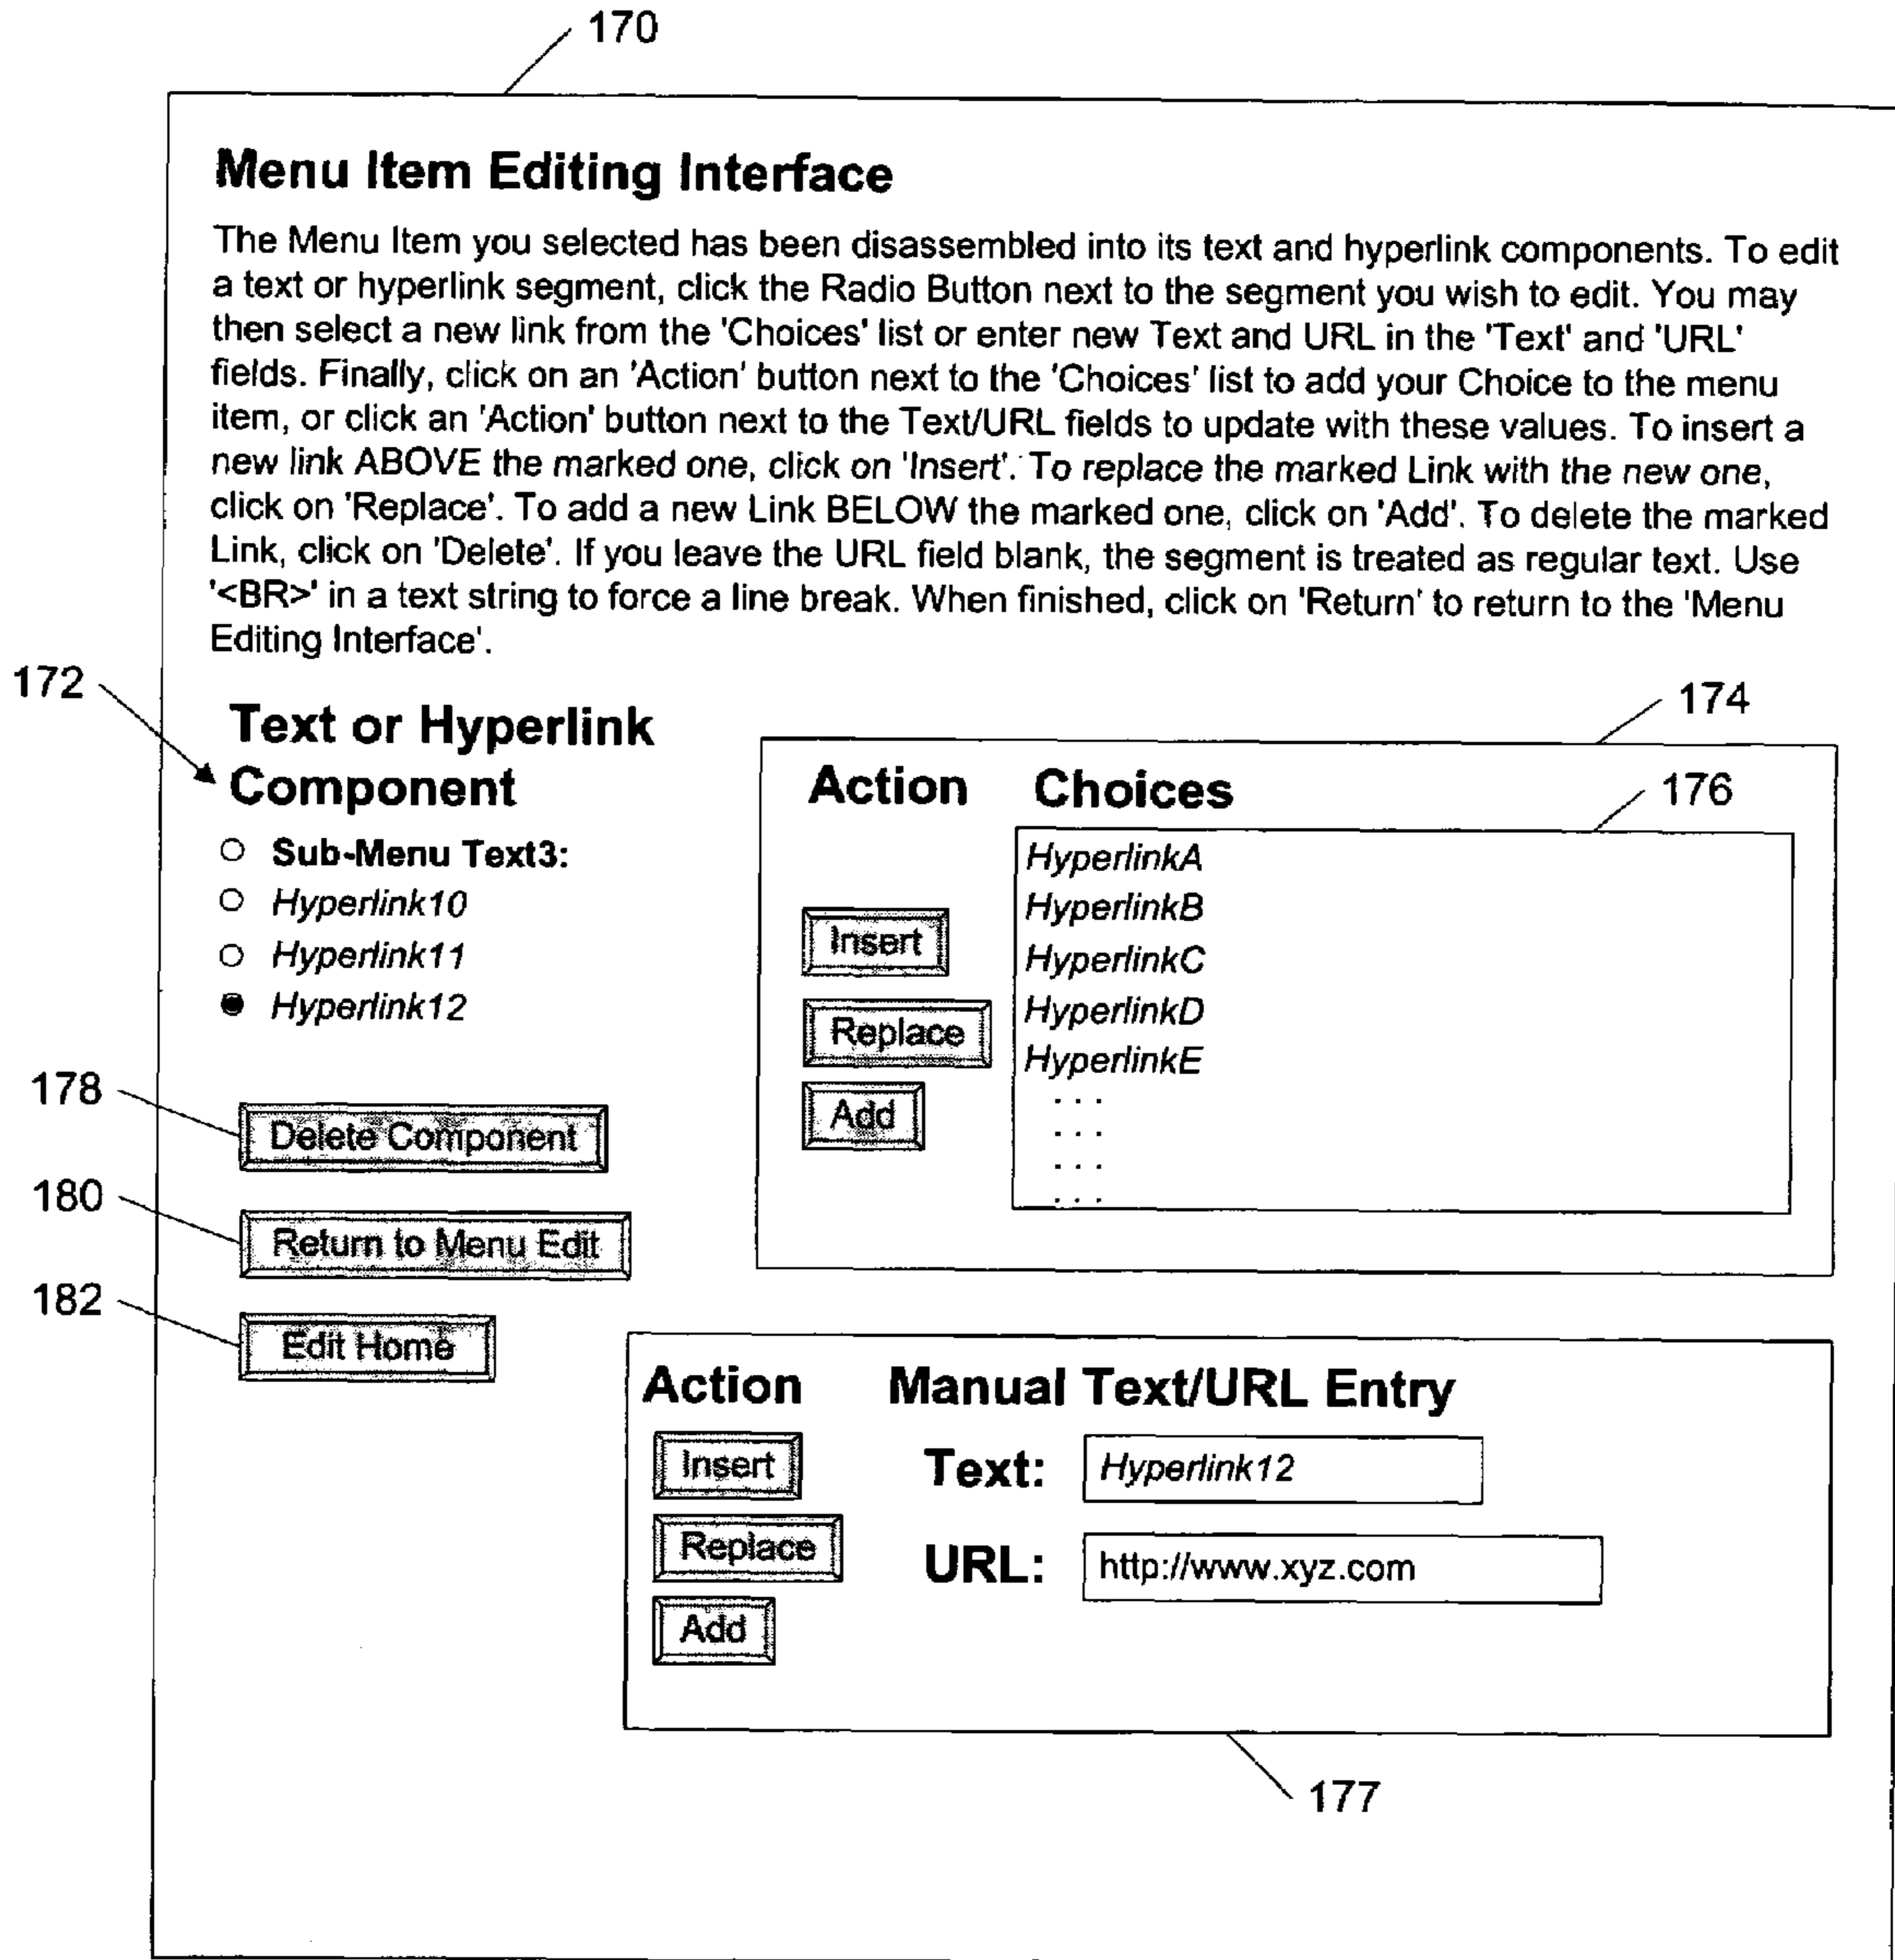 170
Menu Item Editing Interface
The Menu Item you selected has been disassembled into its text and hyperlink components. To edit
a text or hyperlink segment, click the Radio Button next to the segment you wish to edit. You may
then select a new link from the 'Choices' list or enter new Text and URL in the 'Text' and 'URL'
fields. Finally, click on an 'Action' button next to the 'Choices' list to add your Choice to the menu
item, or click an 'Action' button next to the Text/URL fields to update with these values. To insert a
new link ABOVE the marked one, click on 'Insert'. To replace the marked Link with the new one,
click on 'Replace'. To add a new Link BELOW the marked one, click on 'Add'. To delete the marked
Link, click on 'Delete'. If you leave the URL field blank, the segment is treated as regular text. Use
'<BR>' in a text string to force a line break. When finished, click on 'Return' to return to the 'Menu
Editing Interface'.
172
Text or Hyperlink
Component
Sub-Menu Text3:
Hyperlink10
Hyperlink11
Hyperlink12
178
Delete Component
180
Return to Menu Edit
182
Edit Home
174
Action Choices
176
HyperlinkA
HyperlinkB
HyperlinkC
HyperlinkD
HyperlinkE
. . .
. . .
. . .
. . .
Insert
Replace
Add
Action Manual Text/URL Entry
Insert
Replace
Add
Text: Hyperlink12
URL: http://www.xyz.com
177